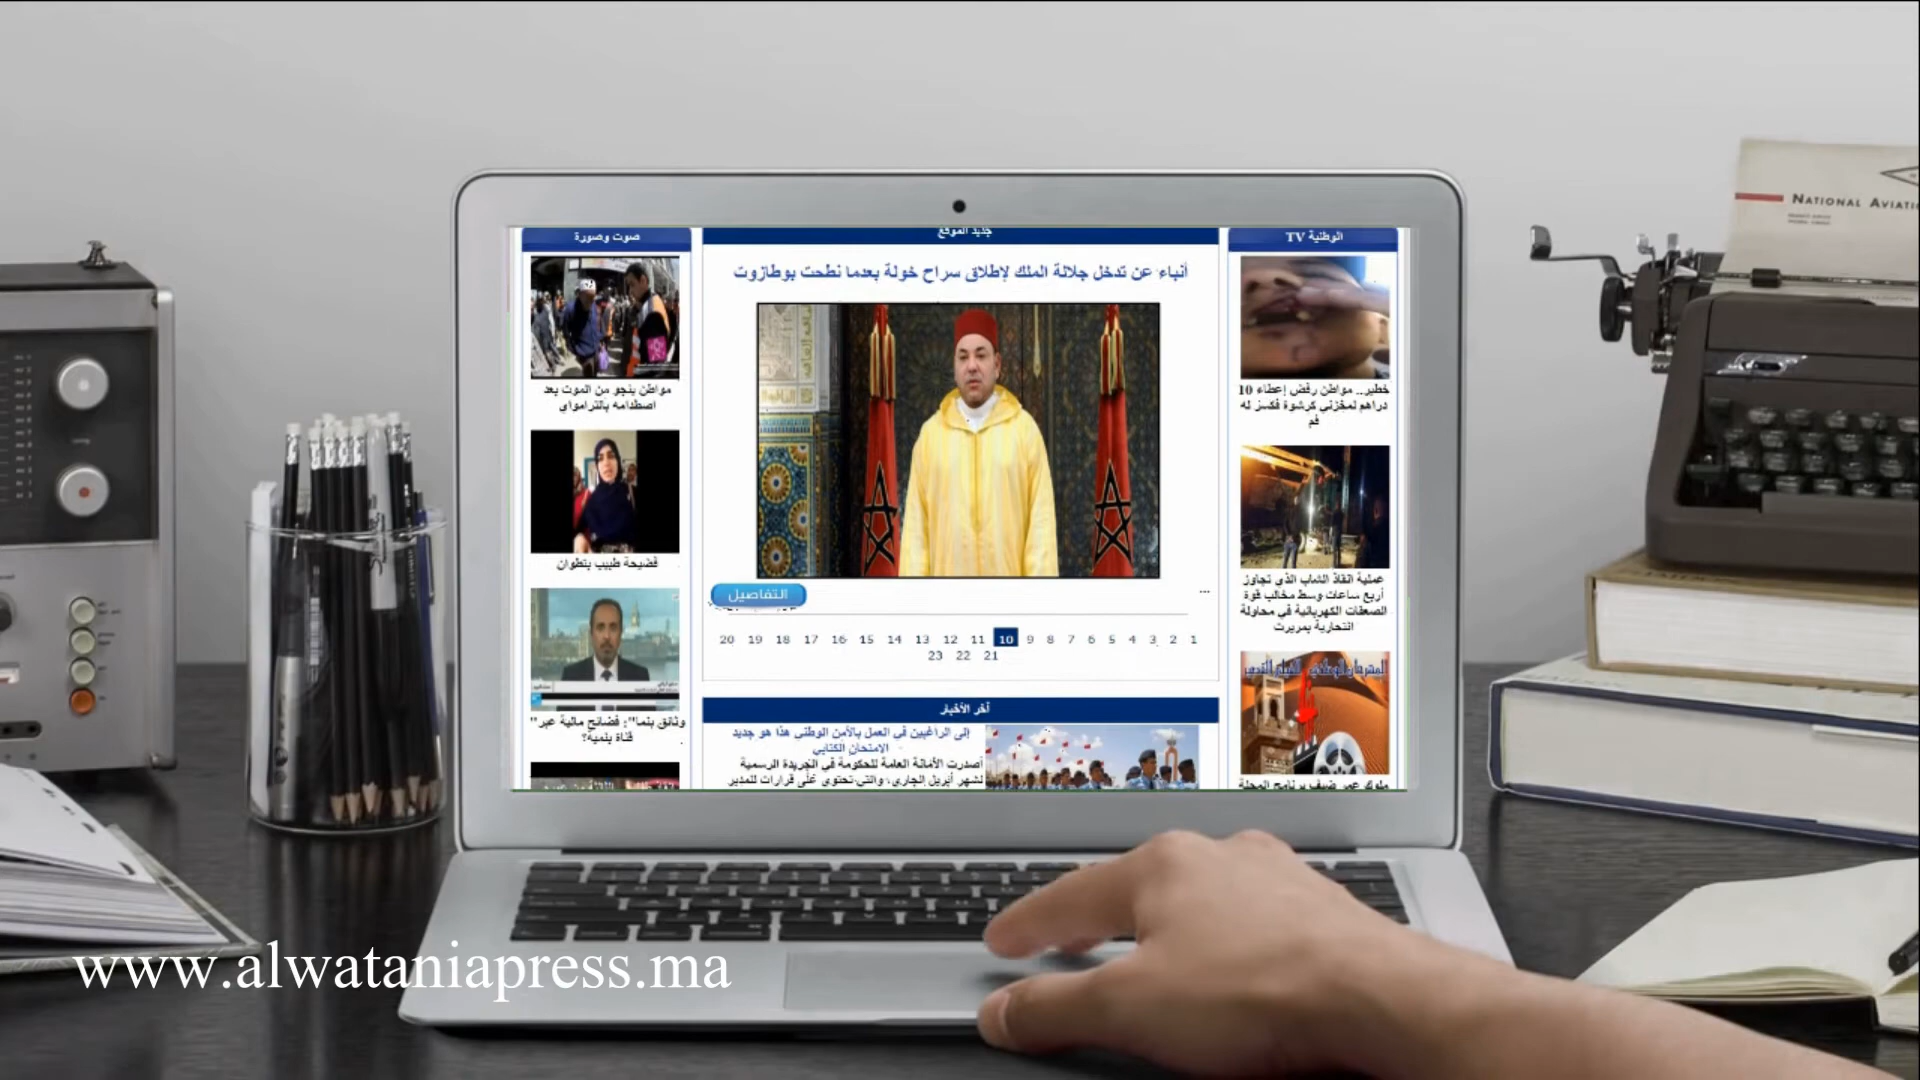 NATIONAL AVIATI
صوت وصورة
مواطن ينجو من الموت بعد
اصطدامه بالترامواي
فضيحة طبيب بتطوان
"وثائق بنما": فضائح مالية عبر
قناة بنمية؟
جديد الموقع
أنباء عن تدخل جلالة الملك لإطلاق سراح خولة بعدما نطحت بوطازوت
التفاصيل
...
20 19 18 17 16 15 14 13 12 11 10 9 8 7 6 5 4 3 2 1
23 22 21
أخر الأخبار
إلى الراغبين في العمل بالأمن الوطني هذا هو جديد
الامتحان الكتابي
أصدرت الأمانة العامة للحكومة في الجريدة الرسمية
لشهر أبريل الجاري، والتي تحتوي على قرارات للمدير
الوطنية TV
خطير... مواطن رفض إعطاء 10
دراهم لمخزني كرشوة فكسر له
فم
عملية انقاذ الشاب الذي تجاوز
أربع ساعات وسط مخالب قوة
الصعقات الكهربائية في محاولة
انتحارية بمريرت
ملوك عمر ضيف برنامج المجلة
www.alwataniapress.ma